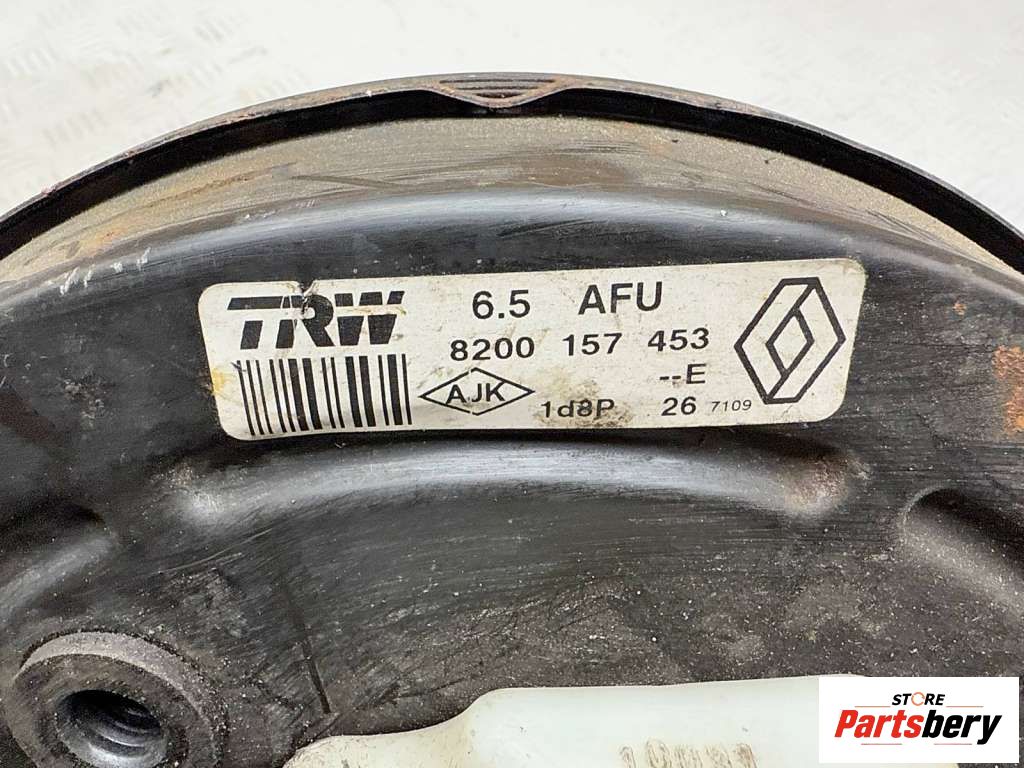 TRW 6.5 AFU
8200 157 453
--E
AJK 1d8P 26 7109
STORE
Partsbery